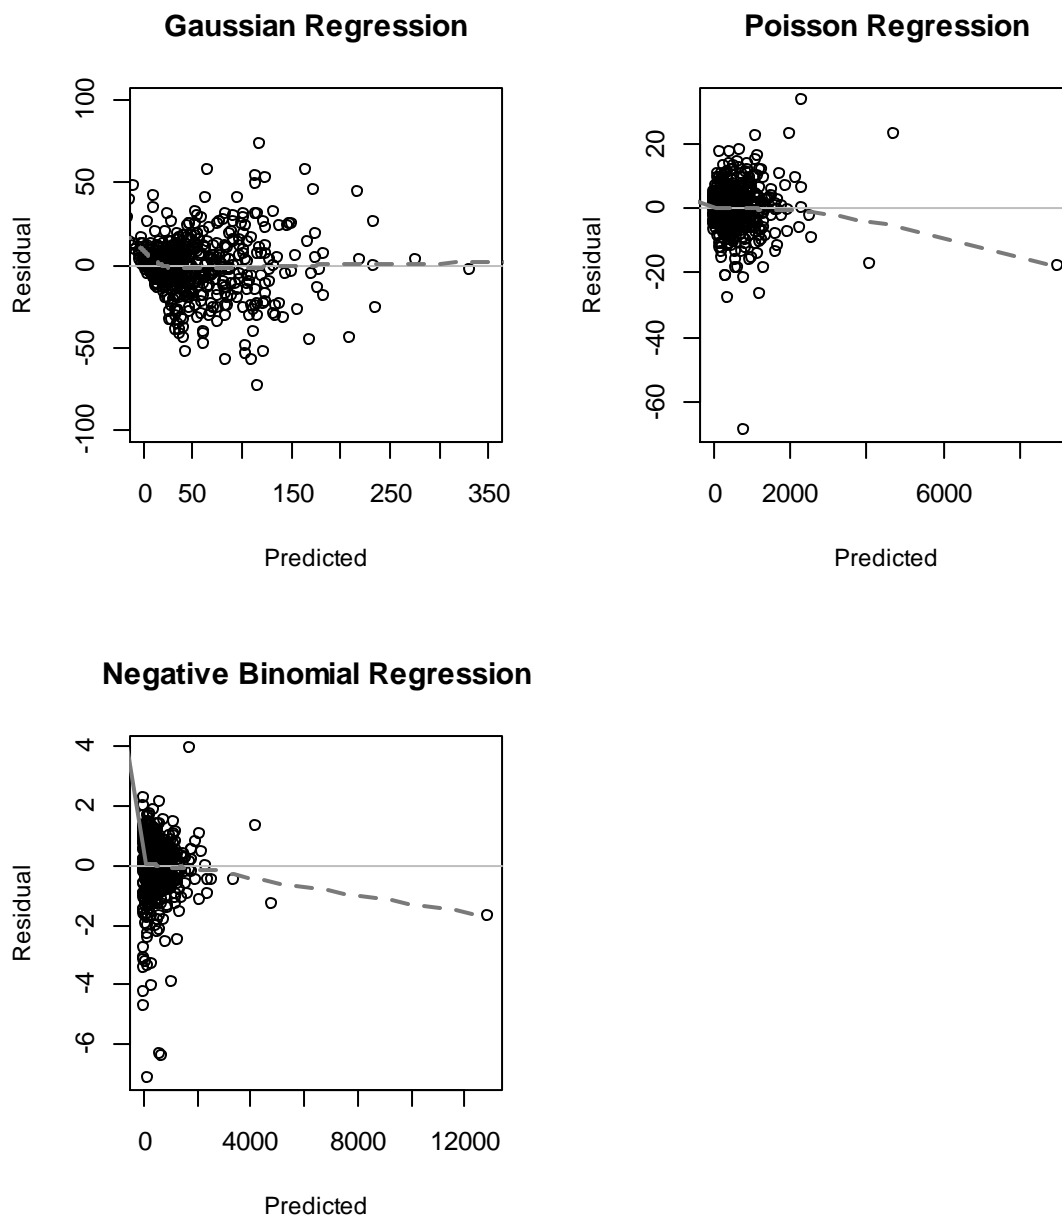 Gaussian Regression
Residual
100
50
0
-50
-100
0 50 150 250 350
Predicted
Poisson Regression
Residual
20
0
-20
-40
-60
0 2000 6000
Predicted
Negative Binomial Regression
Residual
4
2
0
-2
-4
-6
0 4000 8000 12000
Predicted